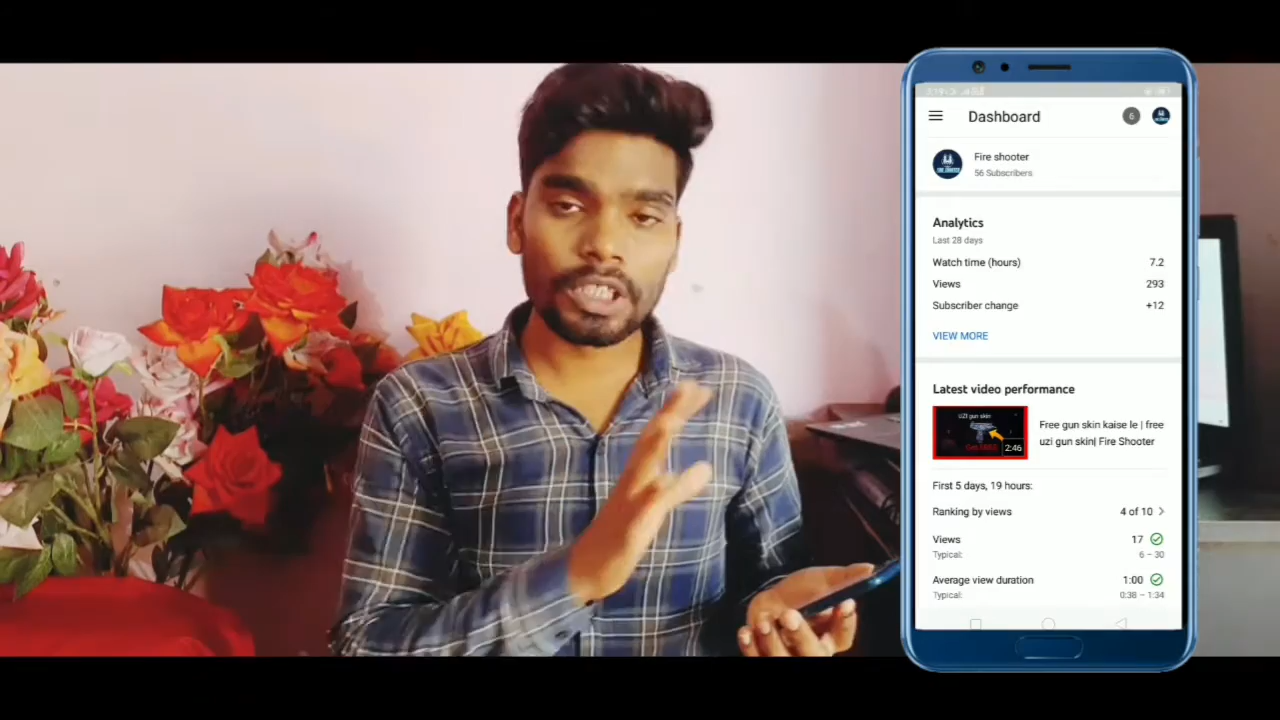 Dashboard
6
Fire shooter
56 Subscribers
Analytics
Last 28 days
Watch time (hours) 7.2
Views 293
Subscriber change +12
VIEW MORE
Latest video performance
UZI gun skin
2:46
Free gun skin kaise le | free
uzi gun skin| Fire Shooter
First 5 days, 19 hours:
Ranking by views 4 of 10
Views 17
Typical: 6 – 30
Average view duration 1:00
Typical: 0:38 – 1:34